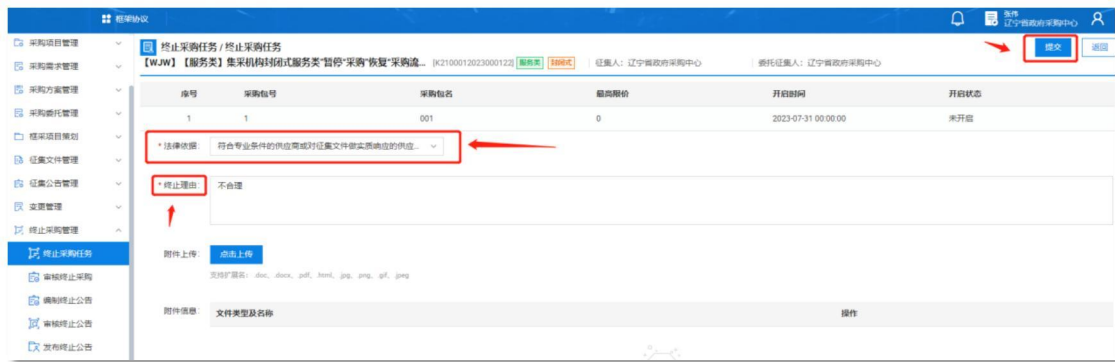 框架协议
张作
辽宁省政府采购中心
采购项目管理
采购需求管理
采购方案管理
采购委托管理
框采项目策划
征集文件管理
征集公告管理
变更管理
终止采购管理
终止采购任务
审核终止采购
编制终止公告
审核终止公告
发布终止公告
终止采购任务 / 终止采购任务
提交
返回
【WJW】【服务类】集采机构封闭式服务类"暂停"采购"恢复"采购流... [K2100012023000122] 服务类 封闭式 征集人: 辽宁省政府采购中心 委托征集人: 辽宁省政府采购中心
序号 采购包号 采购包名 最高限价 开启时间 开启状态
1 1 001 0 2023-07-31 00:00:00 未开启
* 法律依据: 符合专业条件的供应商或对征集文件做实质响应的供应...
* 终止理由: 不合理
附件上传: 点击上传
支持扩展名: .doc, .docx, .pdf, .html, .jpg, .png, .gif, .jpeg
附件信息: 文件类型及名称 操作